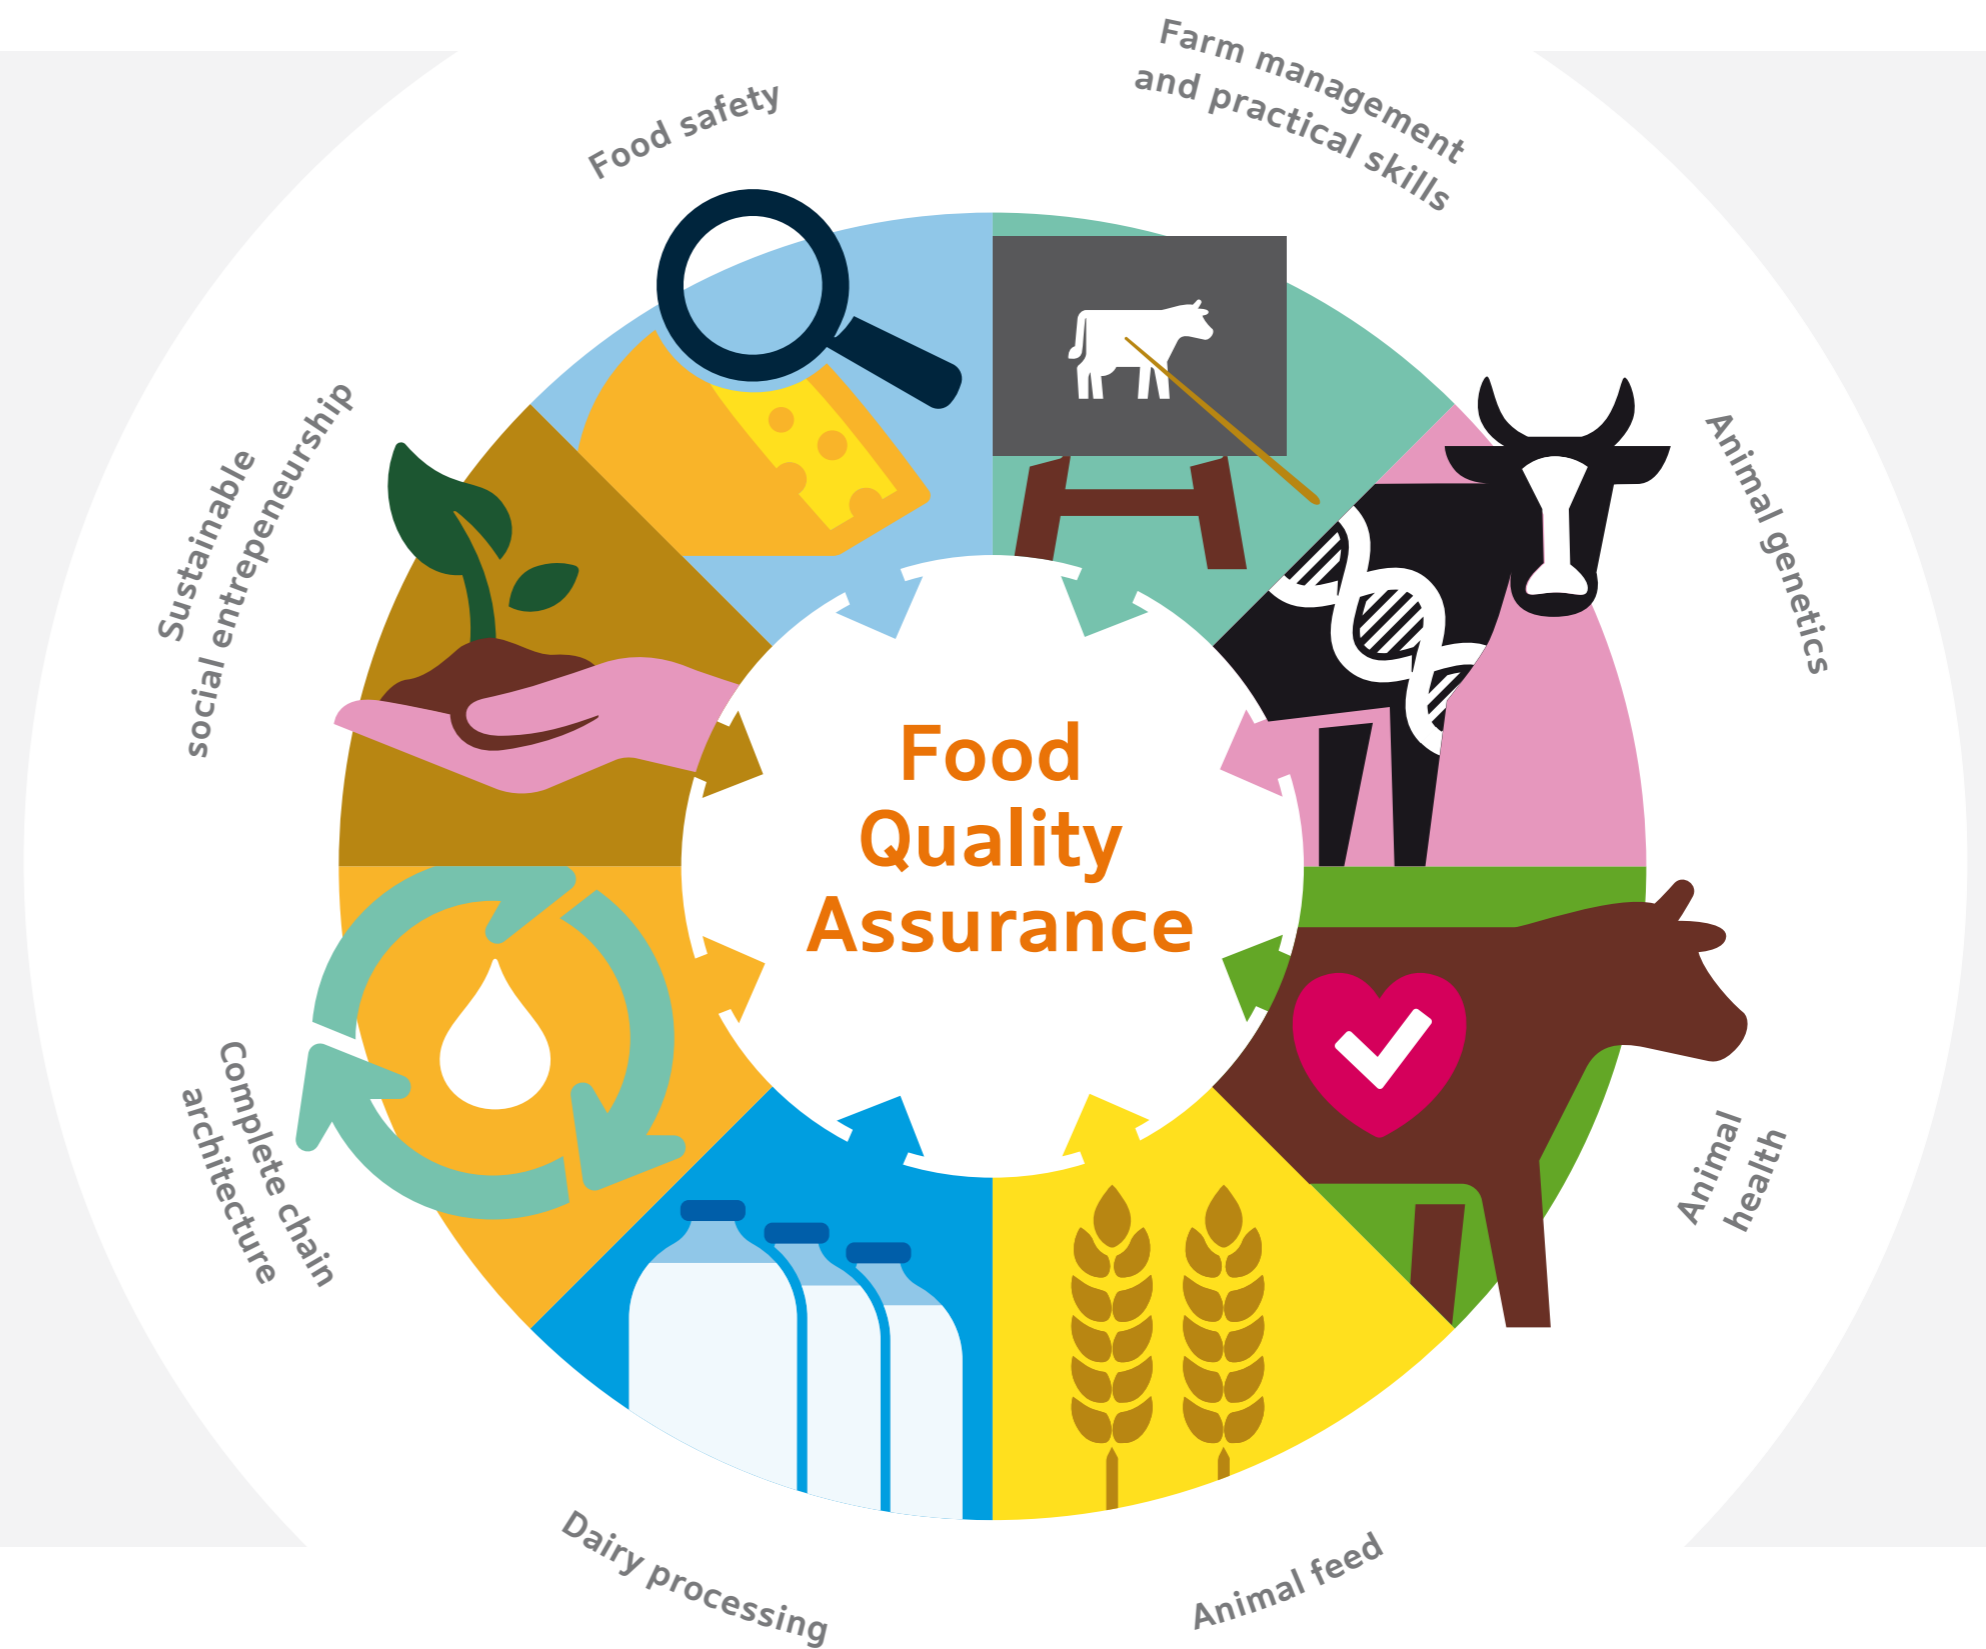 Farm management
and practical skills
Animal genetics
Animal
health
Animal feed
Dairy processing
Complete chain
architecture
Sustainable
social entrepeneurship
Food safety
Food
Quality
Assurance